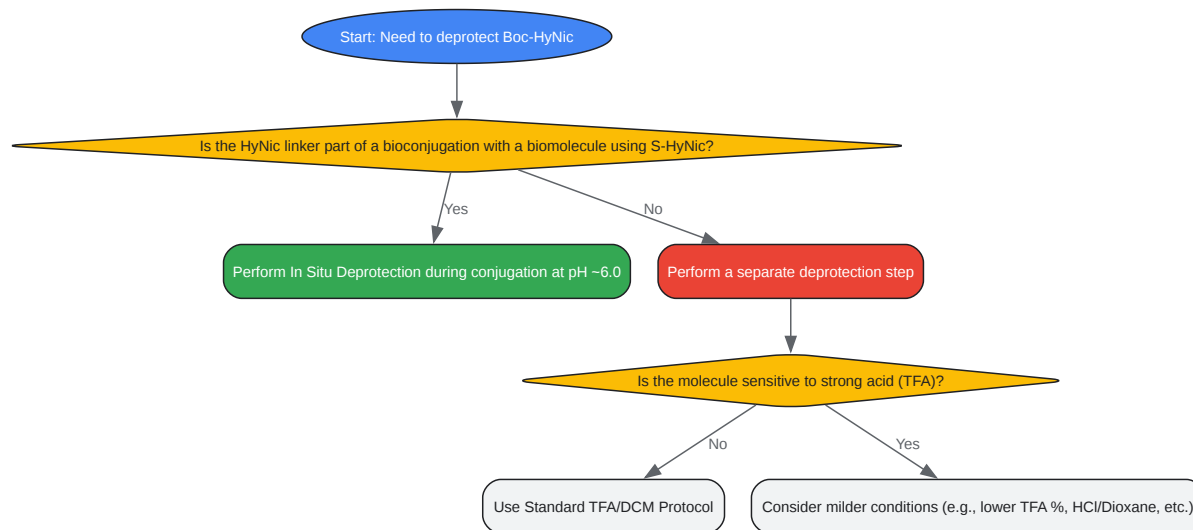 Start: Need to deprotect Boc-HyNic
Is the HyNic linker part of a bioconjugation with a biomolecule using S-HyNic?
Yes
No
Perform In Situ Deprotection during conjugation at pH ~6.0
Perform a separate deprotection step
Is the molecule sensitive to strong acid (TFA)?
No
Yes
Use Standard TFA/DCM Protocol
Consider milder conditions (e.g., lower TFA %, HCl/Dioxane, etc.)